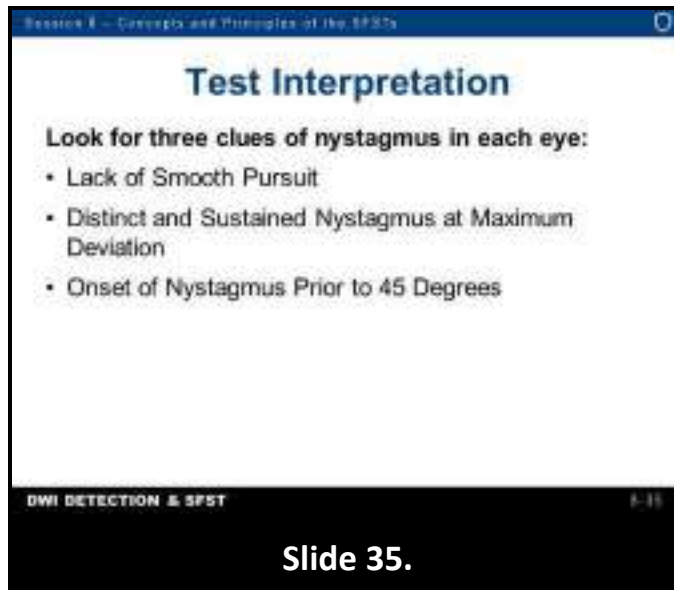 Session 8 – Concepts and Principles of the SFSTs
Test Interpretation
Look for three clues of nystagmus in each eye:
• Lack of Smooth Pursuit
• Distinct and Sustained Nystagmus at Maximum
Deviation
• Onset of Nystagmus Prior to 45 Degrees
DWI DETECTION & SFST
8-35
Slide 35.